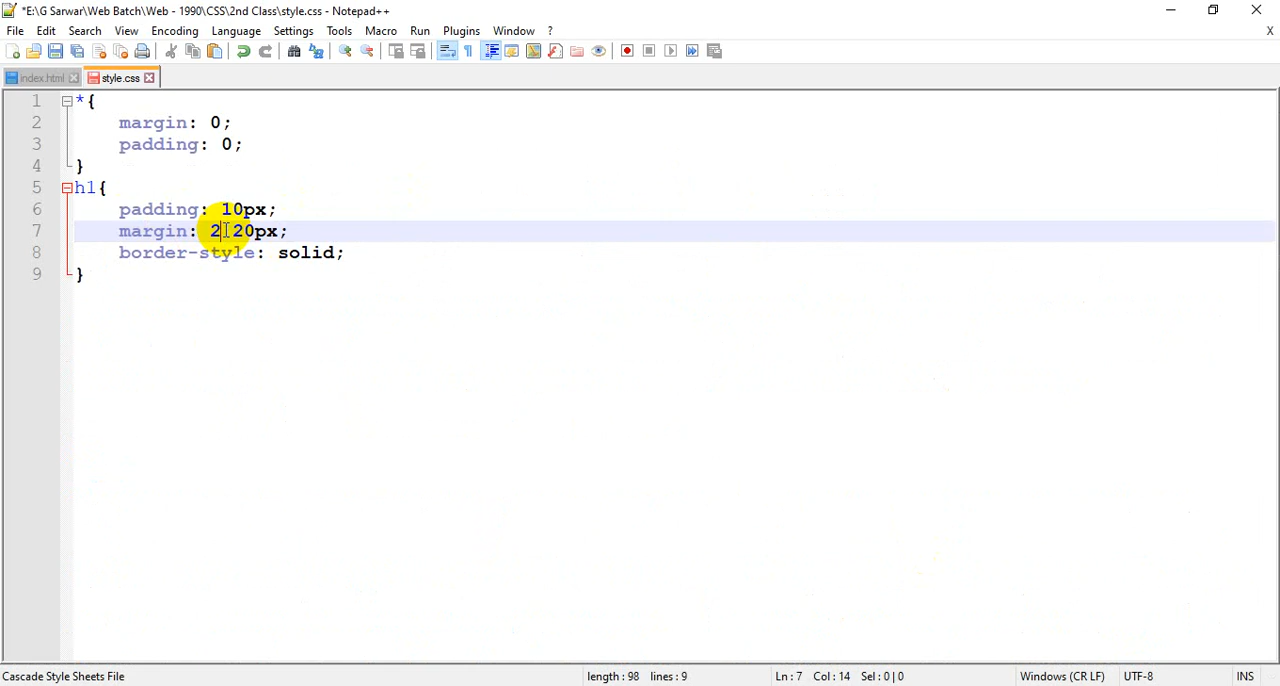 *E:\G Sarwar\Web Batch\Web - 1990\CSS\2nd Class\style.css - Notepad++
File Edit Search View Encoding Language Settings Tools Macro Run Plugins Window ? X
index.html style.css
1 *{
2 margin: 0;
3 padding: 0;
4 }
5 h1{
6 padding: 10px;
7 margin: 2 20px;
8 border-style: solid;
9 }
Cascade Style Sheets File length : 98 lines : 9 Ln : 7 Col : 14 Sel : 0 | 0 Windows (CR LF) UTF-8 INS